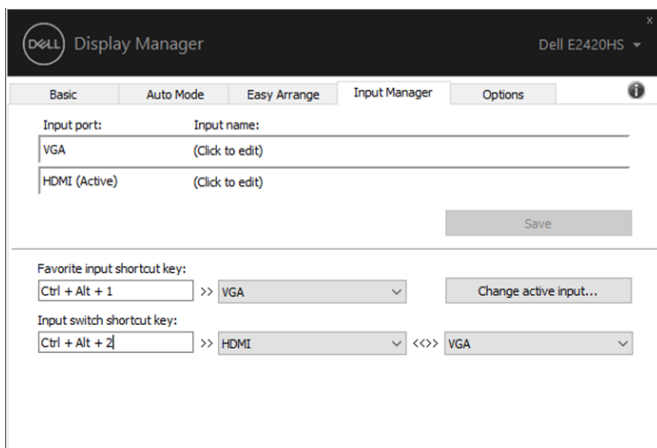 x
DELL Display Manager Dell E2420HS
Basic Auto Mode Easy Arrange Input Manager Options i
Input port: Input name:
VGA (Click to edit)
HDMI (Active) (Click to edit)
Save
Favorite input shortcut key:
Ctrl + Alt + 1 >> VGA Change active input...
Input switch shortcut key:
Ctrl + Alt + 2 >> HDMI <<>> VGA